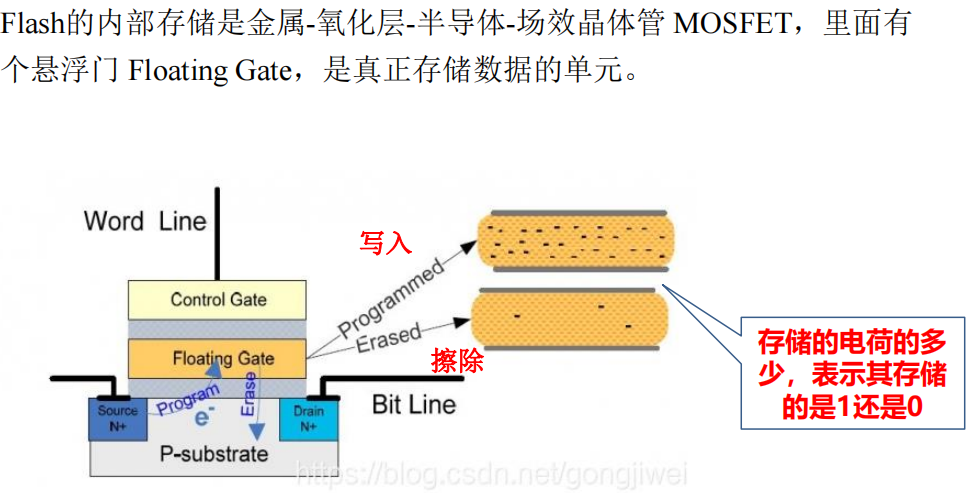 Flash的内部存储是金属-氧化层-半导体-场效晶体管 MOSFET，里面有
个悬浮门 Floating Gate，是真正存储数据的单元。
Word Line
写入
Control Gate
Programmed
Floating Gate
Erased
擦除
存储的电荷的多
少，表示其存储
的是1还是0
Program
Erase
Bit Line
Source
N+
e-
Drain
N+
P-substrate
https://blog.csdn.net/gongjiwei